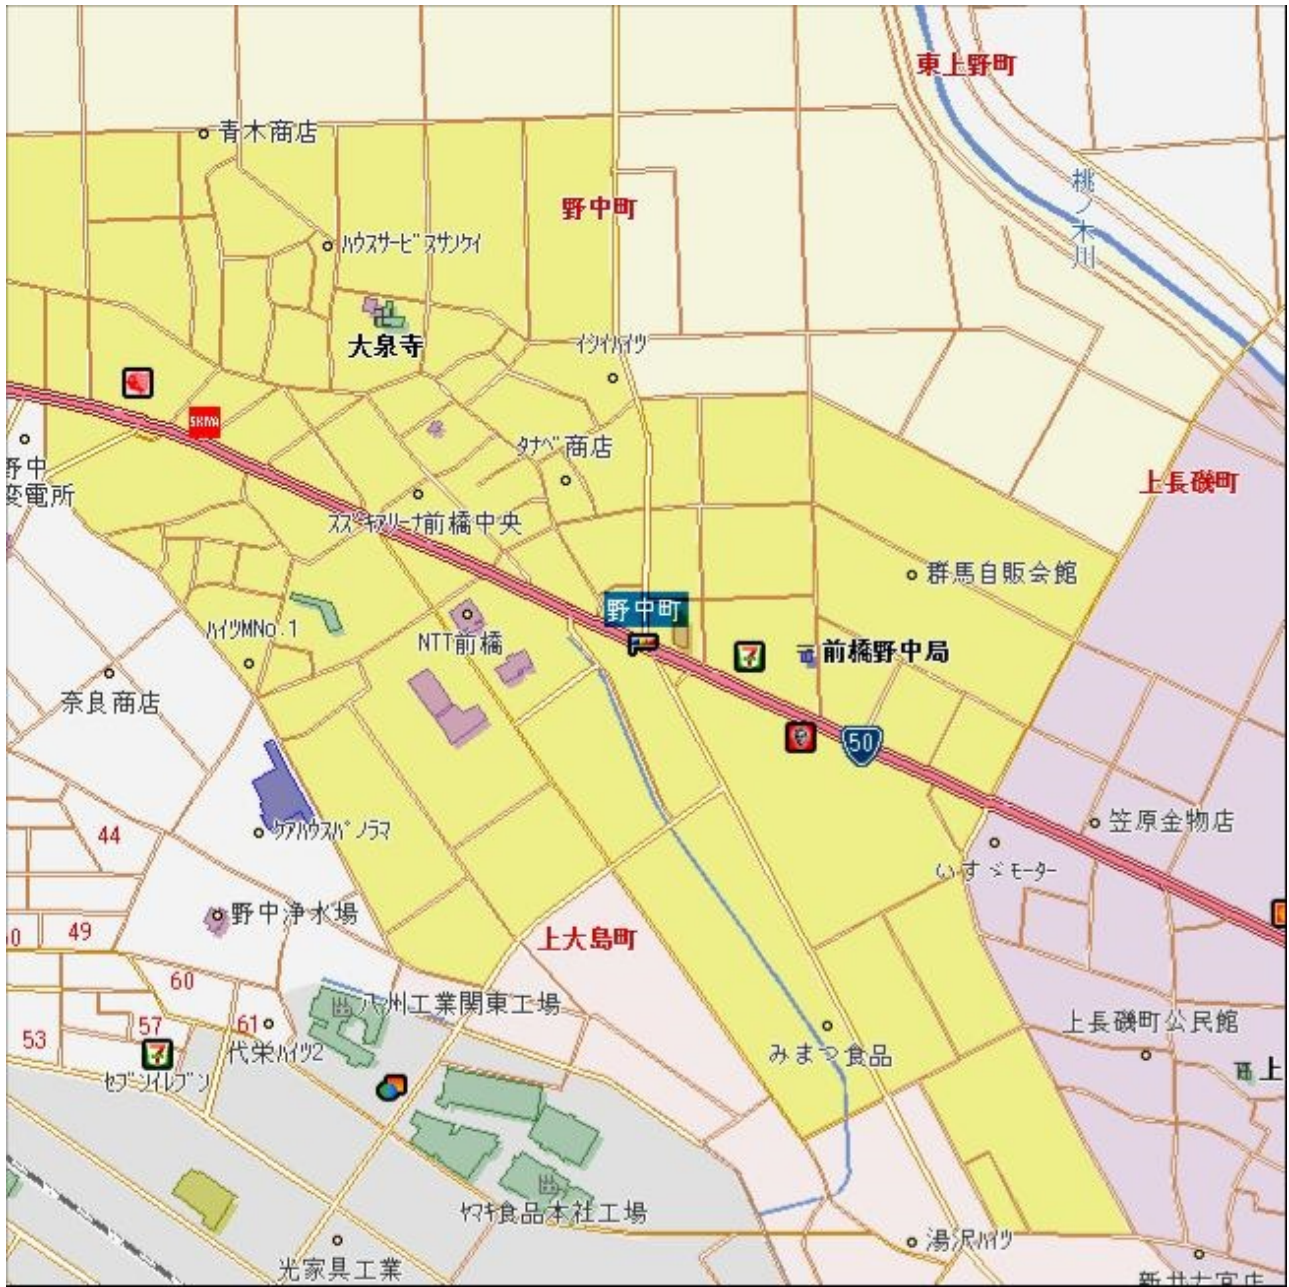 東上野町
青木商店
桃ノ木川
野中町
ハウスサービスサンケイ
大泉寺
イシイハイツ
SKIYA
野中
変電所
タナベ商店
上長磯町
スズキアリーナ前橋中央
群馬自販会館
野中町
ハイツMNo.1
NTT前橋
前橋野中局
奈良商店
50
ケアハウスパノラマ
44
笠原金物店
いすゞモーター
野中浄水場
49
上大島町
60
八州工業関東工場
上長磯町公民館
53
57
61
代栄ハイツ2
みまつ食品
セブンイレブン
上
ヤマキ食品本社工場
光家具工業
湯沢ハイツ